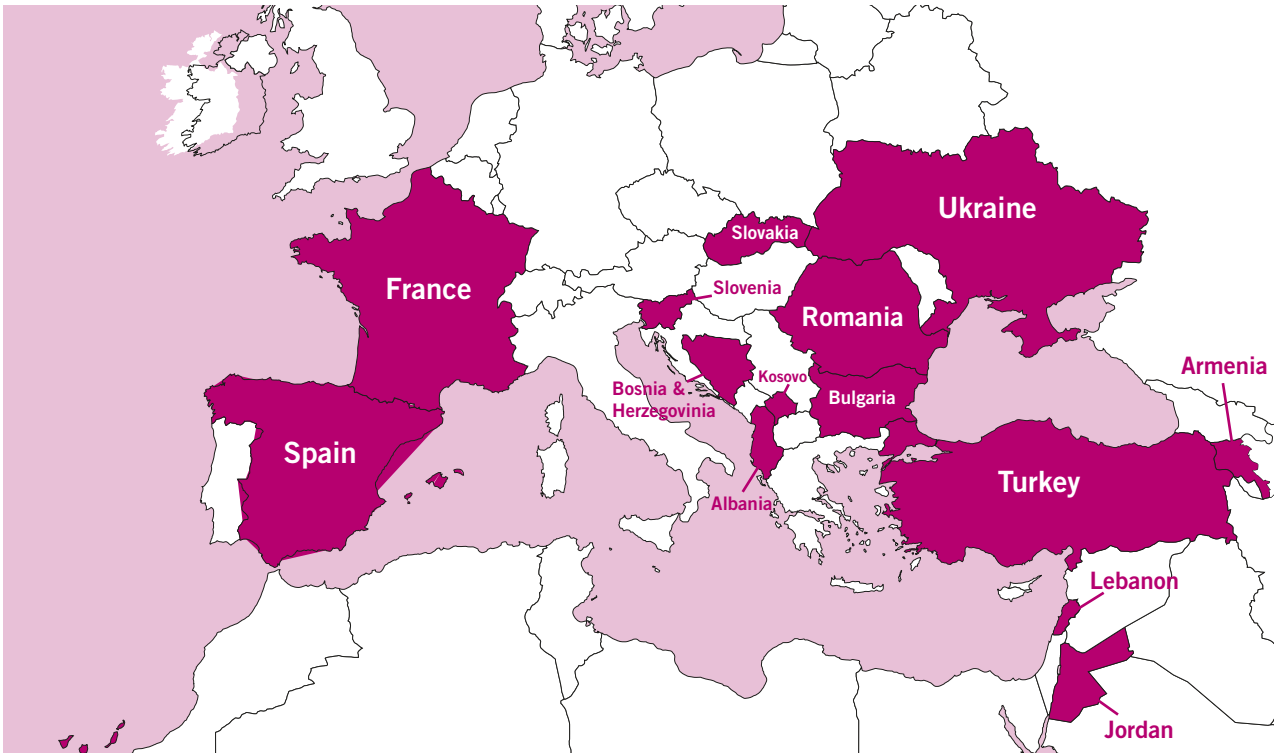 Ukraine
Slovakia
France
Slovenia
Romania
Armenia
Bosnia &
Herzegovinia
Kosovo
Bulgaria
Spain
Turkey
Albania
Lebanon
Jordan